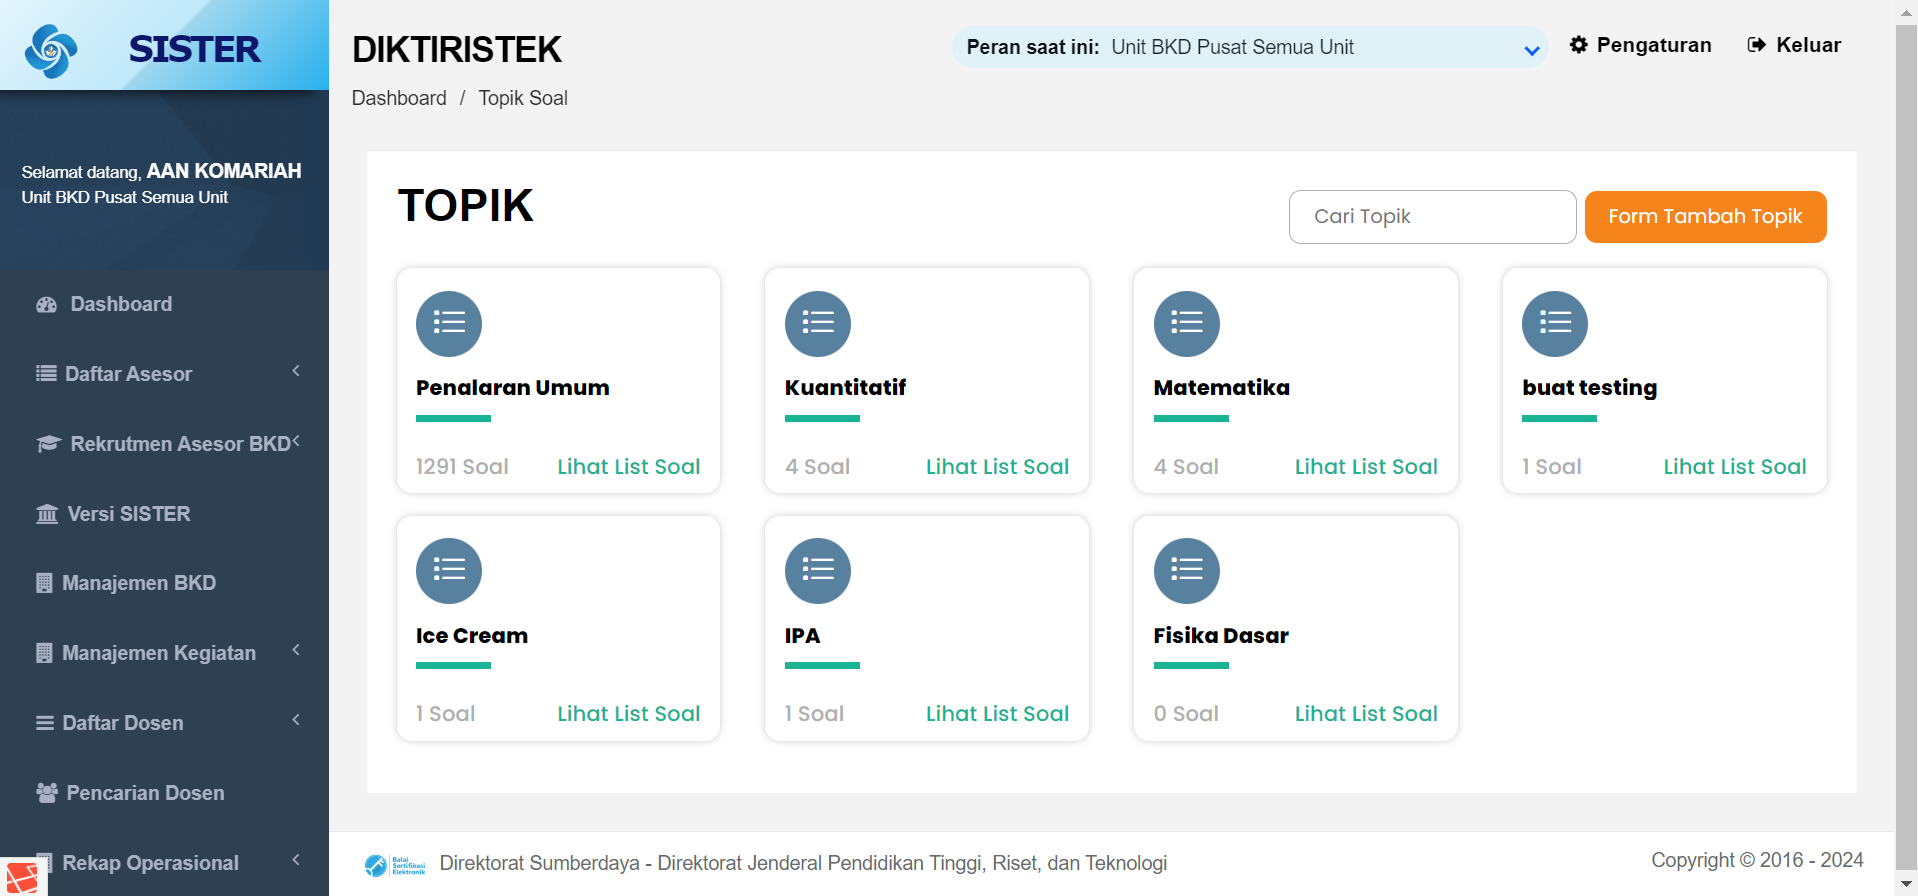 SISTER
DIKTIRISTEK
Peran saat ini: Unit BKD Pusat Semua Unit
Pengaturan
Keluar
Dashboard / Topik Soal
Selamat datang, AAN KOMARIAH
Unit BKD Pusat Semua Unit
Dashboard
Daftar Asesor
Rekrutmen Asesor BKD
Versi SISTER
Manajemen BKD
Manajemen Kegiatan
Daftar Dosen
Pencarian Dosen
Rekap Operasional
TOPIK
Cari Topik
Form Tambah Topik
Penalaran Umum
1291 Soal Lihat List Soal
Kuantitatif
4 Soal Lihat List Soal
Matematika
4 Soal Lihat List Soal
buat testing
1 Soal Lihat List Soal
Ice Cream
1 Soal Lihat List Soal
IPA
1 Soal Lihat List Soal
Fisika Dasar
0 Soal Lihat List Soal
Balai
Sertifikasi
Elektronik
Direktorat Sumberdaya - Direktorat Jenderal Pendidikan Tinggi, Riset, dan Teknologi
Copyright © 2016 - 2024